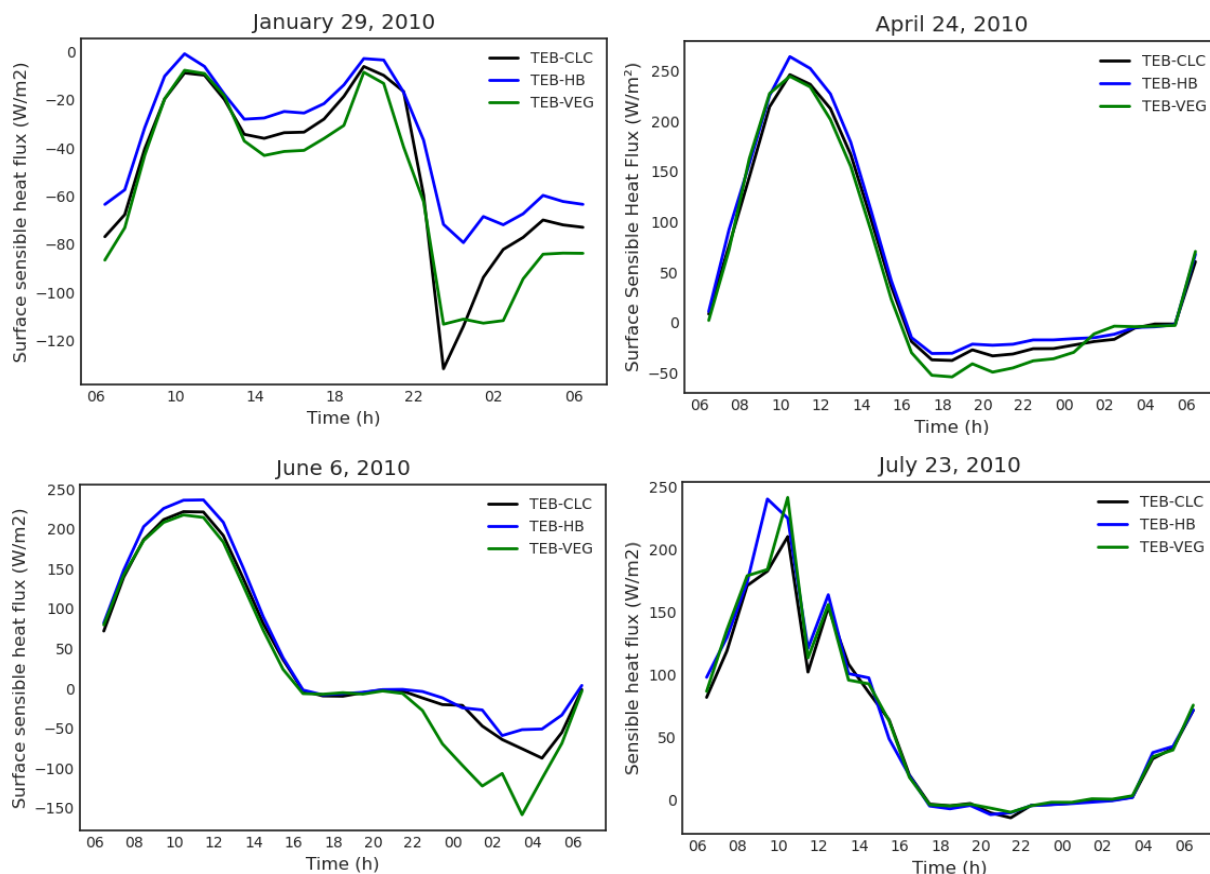 January 29, 2010
TEB-CLC
TEB-HB
TEB-VEG
Surface sensible heat flux (W/m2)
0
−20
−40
−60
−80
−100
−120
06 10 14 18 22 02 06
Time (h)
April 24, 2010
TEB-CLC
TEB-HB
TEB-VEG
Surface Sensible Heat Flux (W/m²)
250
200
150
100
50
0
−50
06 08 10 12 14 16 18 20 22 00 02 04 06
Time (h)
June 6, 2010
TEB-CLC
TEB-HB
TEB-VEG
Surface sensible heat flux (W/m2)
250
200
150
100
50
0
−50
−100
−150
06 08 10 12 14 16 18 20 22 00 02 04 06
Time (h)
July 23, 2010
TEB-CLC
TEB-HB
TEB-VEG
Sensible heat flux (W/m2)
250
200
150
100
50
0
06 08 10 12 14 16 18 20 22 00 02 04 06
Time (h)